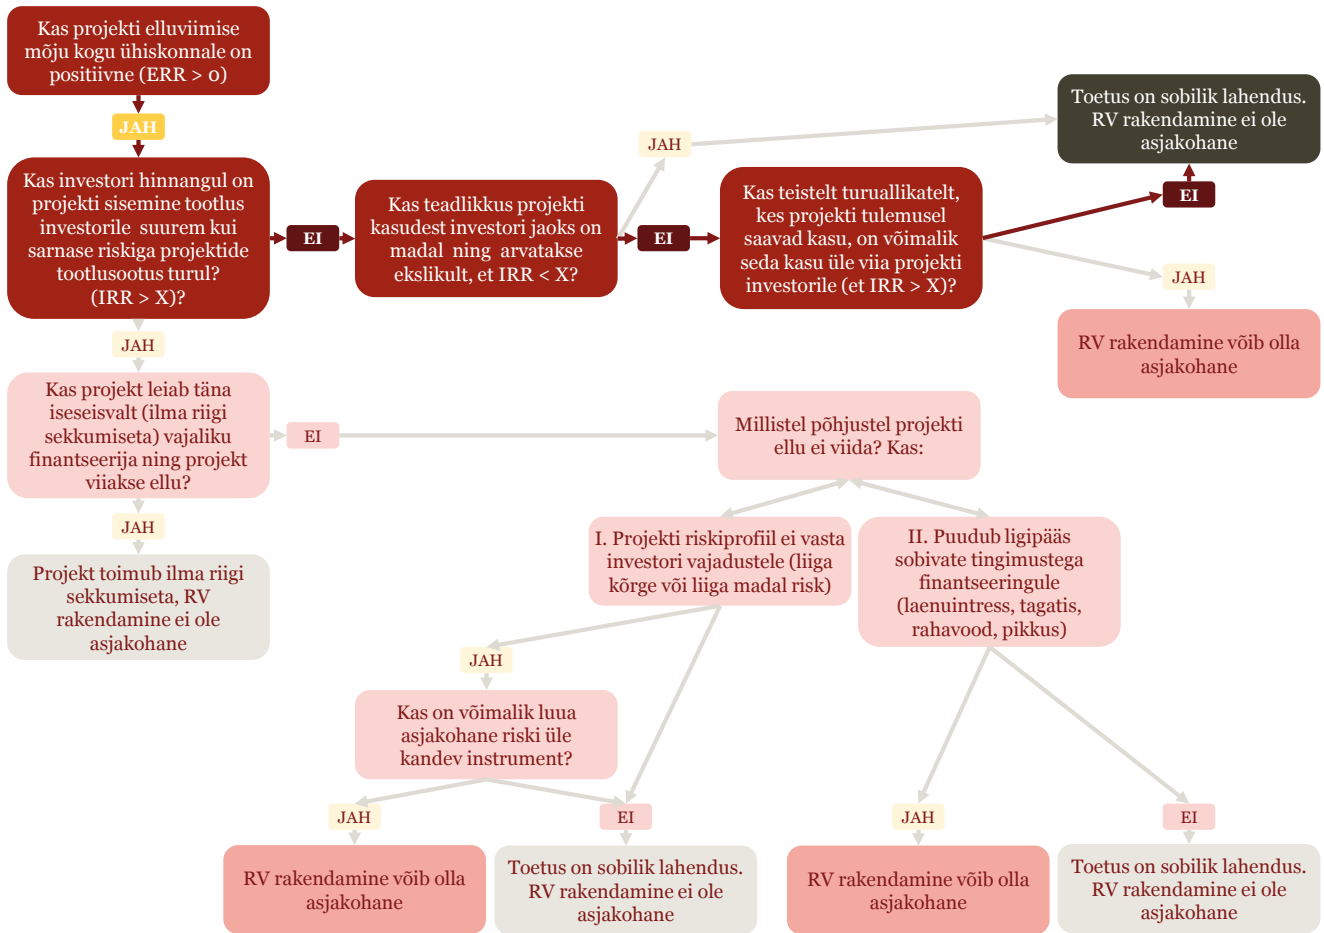 Kas projekti elluviimise
mõju kogu ühiskonnale on
positiivne (ERR > 0)
JAH
Kas investori hinnangul on
projekti sisemine tootlus
investorile suurem kui
sarnase riskiga projektide
tootlusootus turul?
(IRR > X)?
EI
Kas teadlikkus projekti
kasudest investori jaoks on
madal ning arvatakse
ekslikult, et IRR < X?
JAH
EI
Kas teistelt turuallikatelt,
kes projekti tulemusel
saavad kasu, on võimalik
seda kasu üle viia projekti
investorile (et IRR > X)?
Toetus on sobilik lahendus.
RV rakendamine ei ole
asjakohane
EI
JAH
RV rakendamine võib olla
asjakohane
JAH
Kas projekt leiab täna
iseseisvalt (ilma riigi
sekkumiseta) vajaliku
finantseerija ning projekt
viiakse ellu?
EI
Millistel põhjustel projekti
ellu ei viida? Kas:
JAH
Projekt toimub ilma riigi
sekkumiseta, RV
rakendamine ei ole
asjakohane
I. Projekti riskiprofiil ei vasta
investori vajadustele (liiga
kõrge või liiga madal risk)
II. Puudub ligipääs
sobivate tingimustega
finantseeringule
(laenuintress, tagatis,
rahavood, pikkus)
JAH
Kas on võimalik luua
asjakohane riski üle
kandev instrument?
JAH
EI
JAH
EI
RV rakendamine võib olla
asjakohane
Toetus on sobilik lahendus.
RV rakendamine ei ole
asjakohane
RV rakendamine võib olla
asjakohane
Toetus on sobilik lahendus.
RV rakendamine ei ole
asjakohane